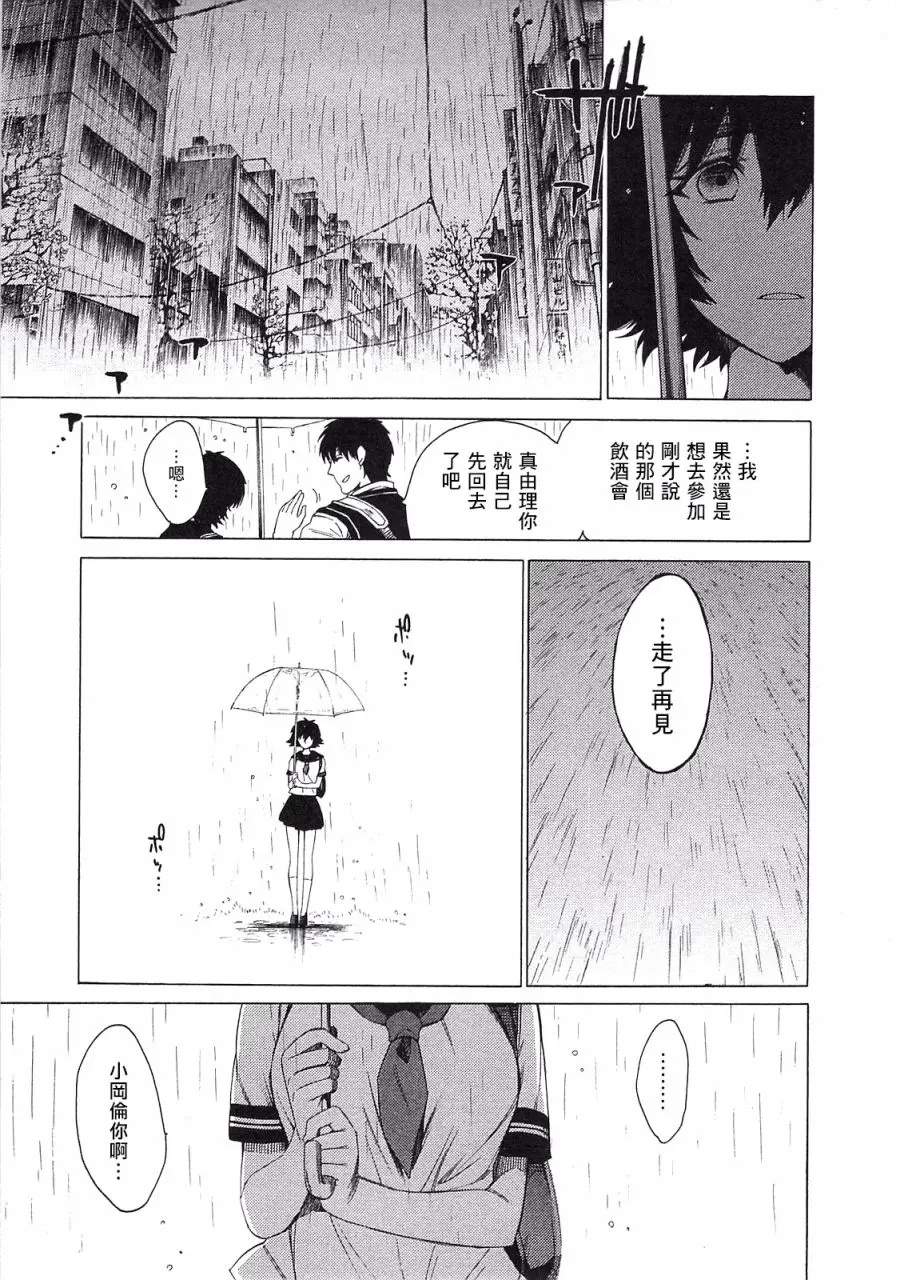 ザァァァ…
…我
果然還是
想去參加
剛才說
的那個
飲酒會
真由理你
就自己
先回去
了吧
…嗯…
…走了再見
ポッ…
ポッ…
………
小岡倫你啊…